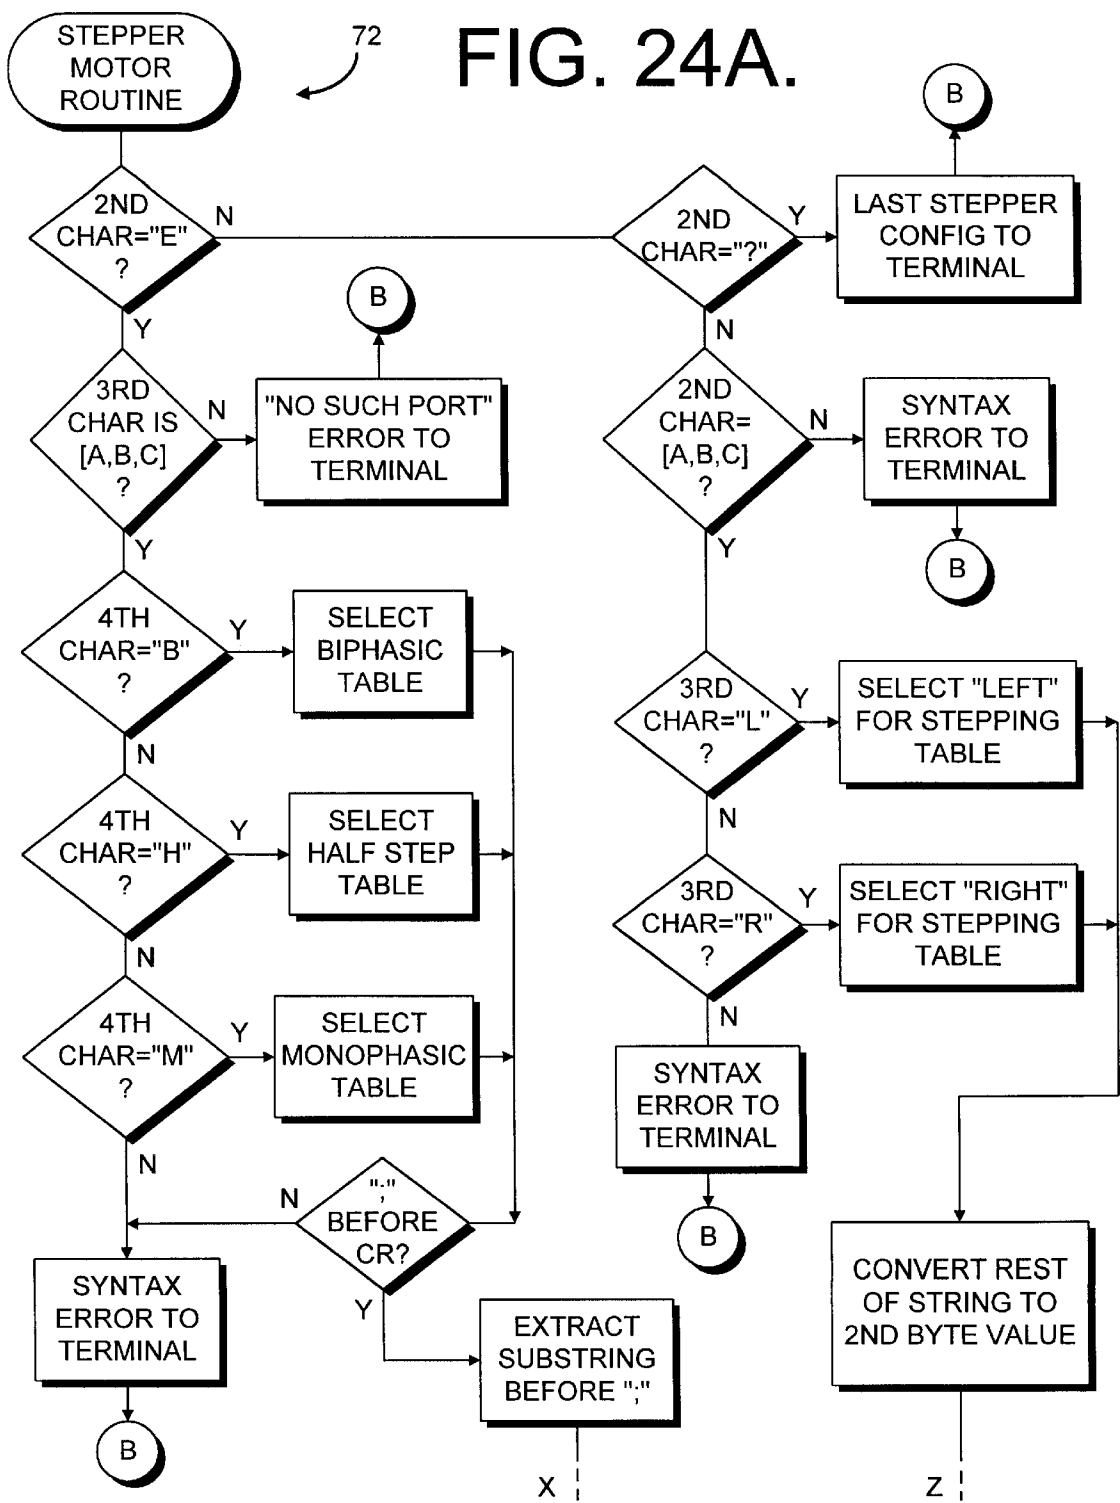 STEPPER
MOTOR
ROUTINE
72
FIG. 24A.
B
2ND
CHAR="E"
?
N
Y
2ND
CHAR="?"
Y
N
LAST STEPPER
CONFIG TO
TERMINAL
B
3RD
CHAR IS
[A,B,C]
?
N
Y
"NO SUCH PORT"
ERROR TO
TERMINAL
2ND
CHAR=
[A,B,C]
?
N
Y
SYNTAX
ERROR TO
TERMINAL
B
4TH
CHAR="B"
?
Y
N
SELECT
BIPHASIC
TABLE
3RD
CHAR="L"
?
Y
N
SELECT "LEFT"
FOR STEPPING
TABLE
4TH
CHAR="H"
?
Y
N
SELECT
HALF STEP
TABLE
3RD
CHAR="R"
?
Y
N
SELECT "RIGHT"
FOR STEPPING
TABLE
4TH
CHAR="M"
?
Y
N
SELECT
MONOPHASIC
TABLE
SYNTAX
ERROR TO
TERMINAL
B
";"
BEFORE
CR?
N
Y
SYNTAX
ERROR TO
TERMINAL
B
EXTRACT
SUBSTRING
BEFORE ";"
X
CONVERT REST
OF STRING TO
2ND BYTE VALUE
Z